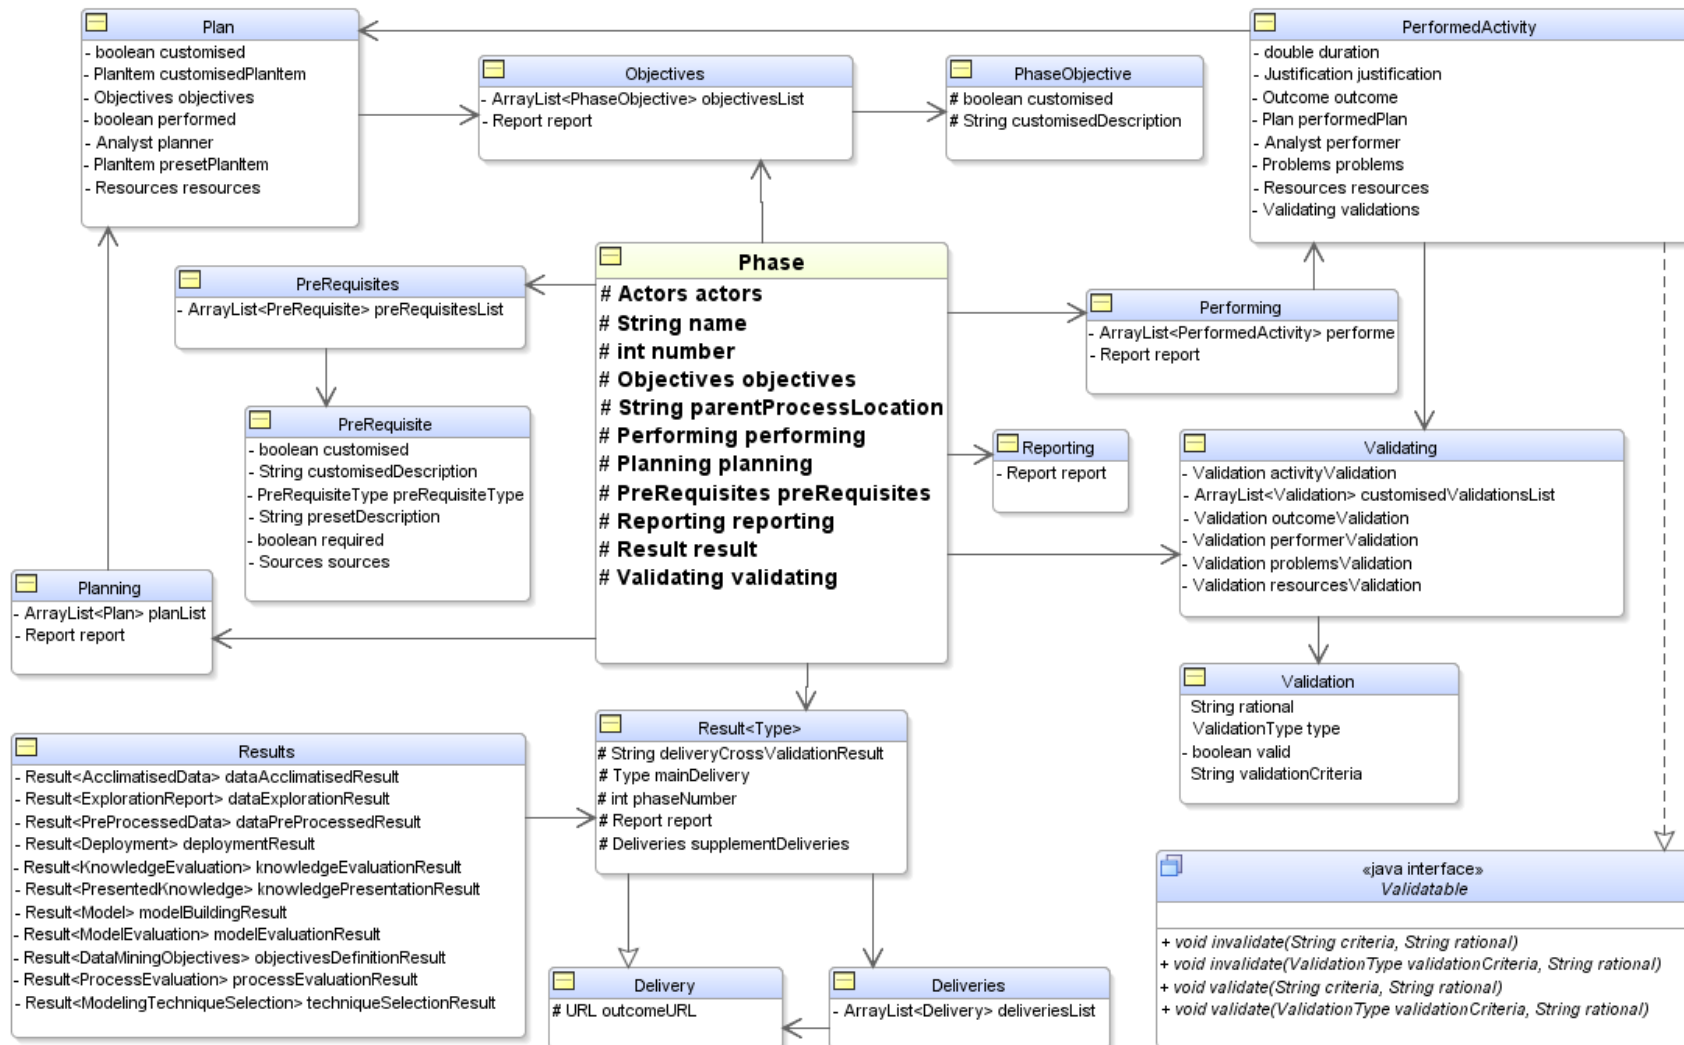 Plan
- boolean customised
- PlanItem customisedPlanItem
- Objectives objectives
- boolean performed
- Analyst planner
- PlanItem presetPlanItem
- Resources resources
Objectives
- ArrayList<PhaseObjective> objectivesList
- Report report
PhaseObjective
# boolean customised
# String customisedDescription
PerformedActivity
- double duration
- Justification justification
- Outcome outcome
- Plan performedPlan
- Analyst performer
- Problems problems
- Resources resources
- Validating validations
PreRequisites
- ArrayList<PreRequisite> preRequisitesList
Phase
# Actors actors
# String name
# int number
# Objectives objectives
# String parentProcessLocation
# Performing performing
# Planning planning
# PreRequisites preRequisites
# Reporting reporting
# Result result
# Validating validating
Performing
- ArrayList<PerformedActivity> performe
- Report report
PreRequisite
- boolean customised
- String customisedDescription
- PreRequisiteType preRequisiteType
- String presetDescription
- boolean required
- Sources sources
Reporting
- Report report
Validating
- Validation activityValidation
- ArrayList<Validation> customisedValidationsList
- Validation outcomeValidation
- Validation performerValidation
- Validation problemsValidation
- Validation resourcesValidation
Planning
- ArrayList<Plan> planList
- Report report
Validation
String rational
ValidationType type
- boolean valid
String validationCriteria
Results
- Result<AcclimatisedData> dataAcclimatisedResult
- Result<ExplorationReport> dataExplorationResult
- Result<PreProcessedData> dataPreProcessedResult
- Result<Deployment> deploymentResult
- Result<KnowledgeEvaluation> knowledgeEvaluationResult
- Result<PresentedKnowledge> knowledgePresentationResult
- Result<Model> modelBuildingResult
- Result<ModelEvaluation> modelEvaluationResult
- Result<DataMiningObjectives> objectivesDefinitionResult
- Result<ProcessEvaluation> processEvaluationResult
- Result<ModelingTechniqueSelection> techniqueSelectionResult
Result<Type>
# String deliveryCrossValidationResult
# Type mainDelivery
# int phaseNumber
# Report report
# Deliveries supplementDeliveries
«java interface»
Validatable
+ void invalidate(String criteria, String rational)
+ void invalidate(ValidationType validationCriteria, String rational)
+ void validate(String criteria, String rational)
+ void validate(ValidationType validationCriteria, String rational)
Delivery
# URL outcomeURL
Deliveries
- ArrayList<Delivery> deliveriesList